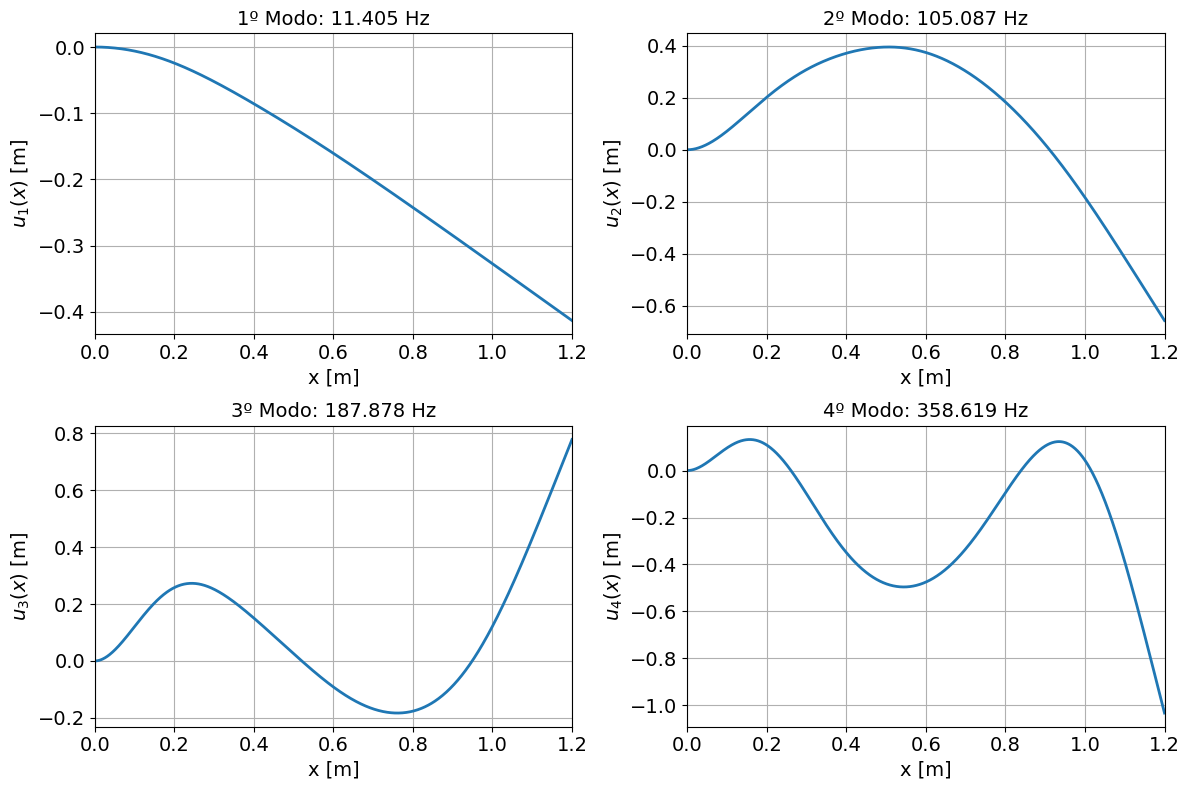 1º Modo: 11.405 Hz
0.0
−0.1
−0.2
−0.3
−0.4
u₁(x) [m]
0.0 0.2 0.4 0.6 0.8 1.0 1.2
x [m]
2º Modo: 105.087 Hz
0.4
0.2
0.0
−0.2
−0.4
−0.6
u₂(x) [m]
0.0 0.2 0.4 0.6 0.8 1.0 1.2
x [m]
3º Modo: 187.878 Hz
0.8
0.6
0.4
0.2
0.0
−0.2
u₃(x) [m]
0.0 0.2 0.4 0.6 0.8 1.0 1.2
x [m]
4º Modo: 358.619 Hz
0.0
−0.2
−0.4
−0.6
−0.8
−1.0
u₄(x) [m]
0.0 0.2 0.4 0.6 0.8 1.0 1.2
x [m]